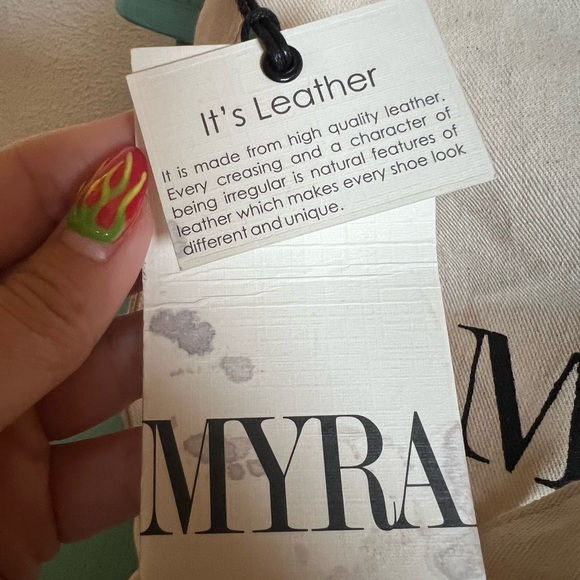 It's Leather
It is made from high quality leather.
Every creasing and a character of
being irregular is natural features of
leather which makes every shoe look
different and unique.
MYRA
M